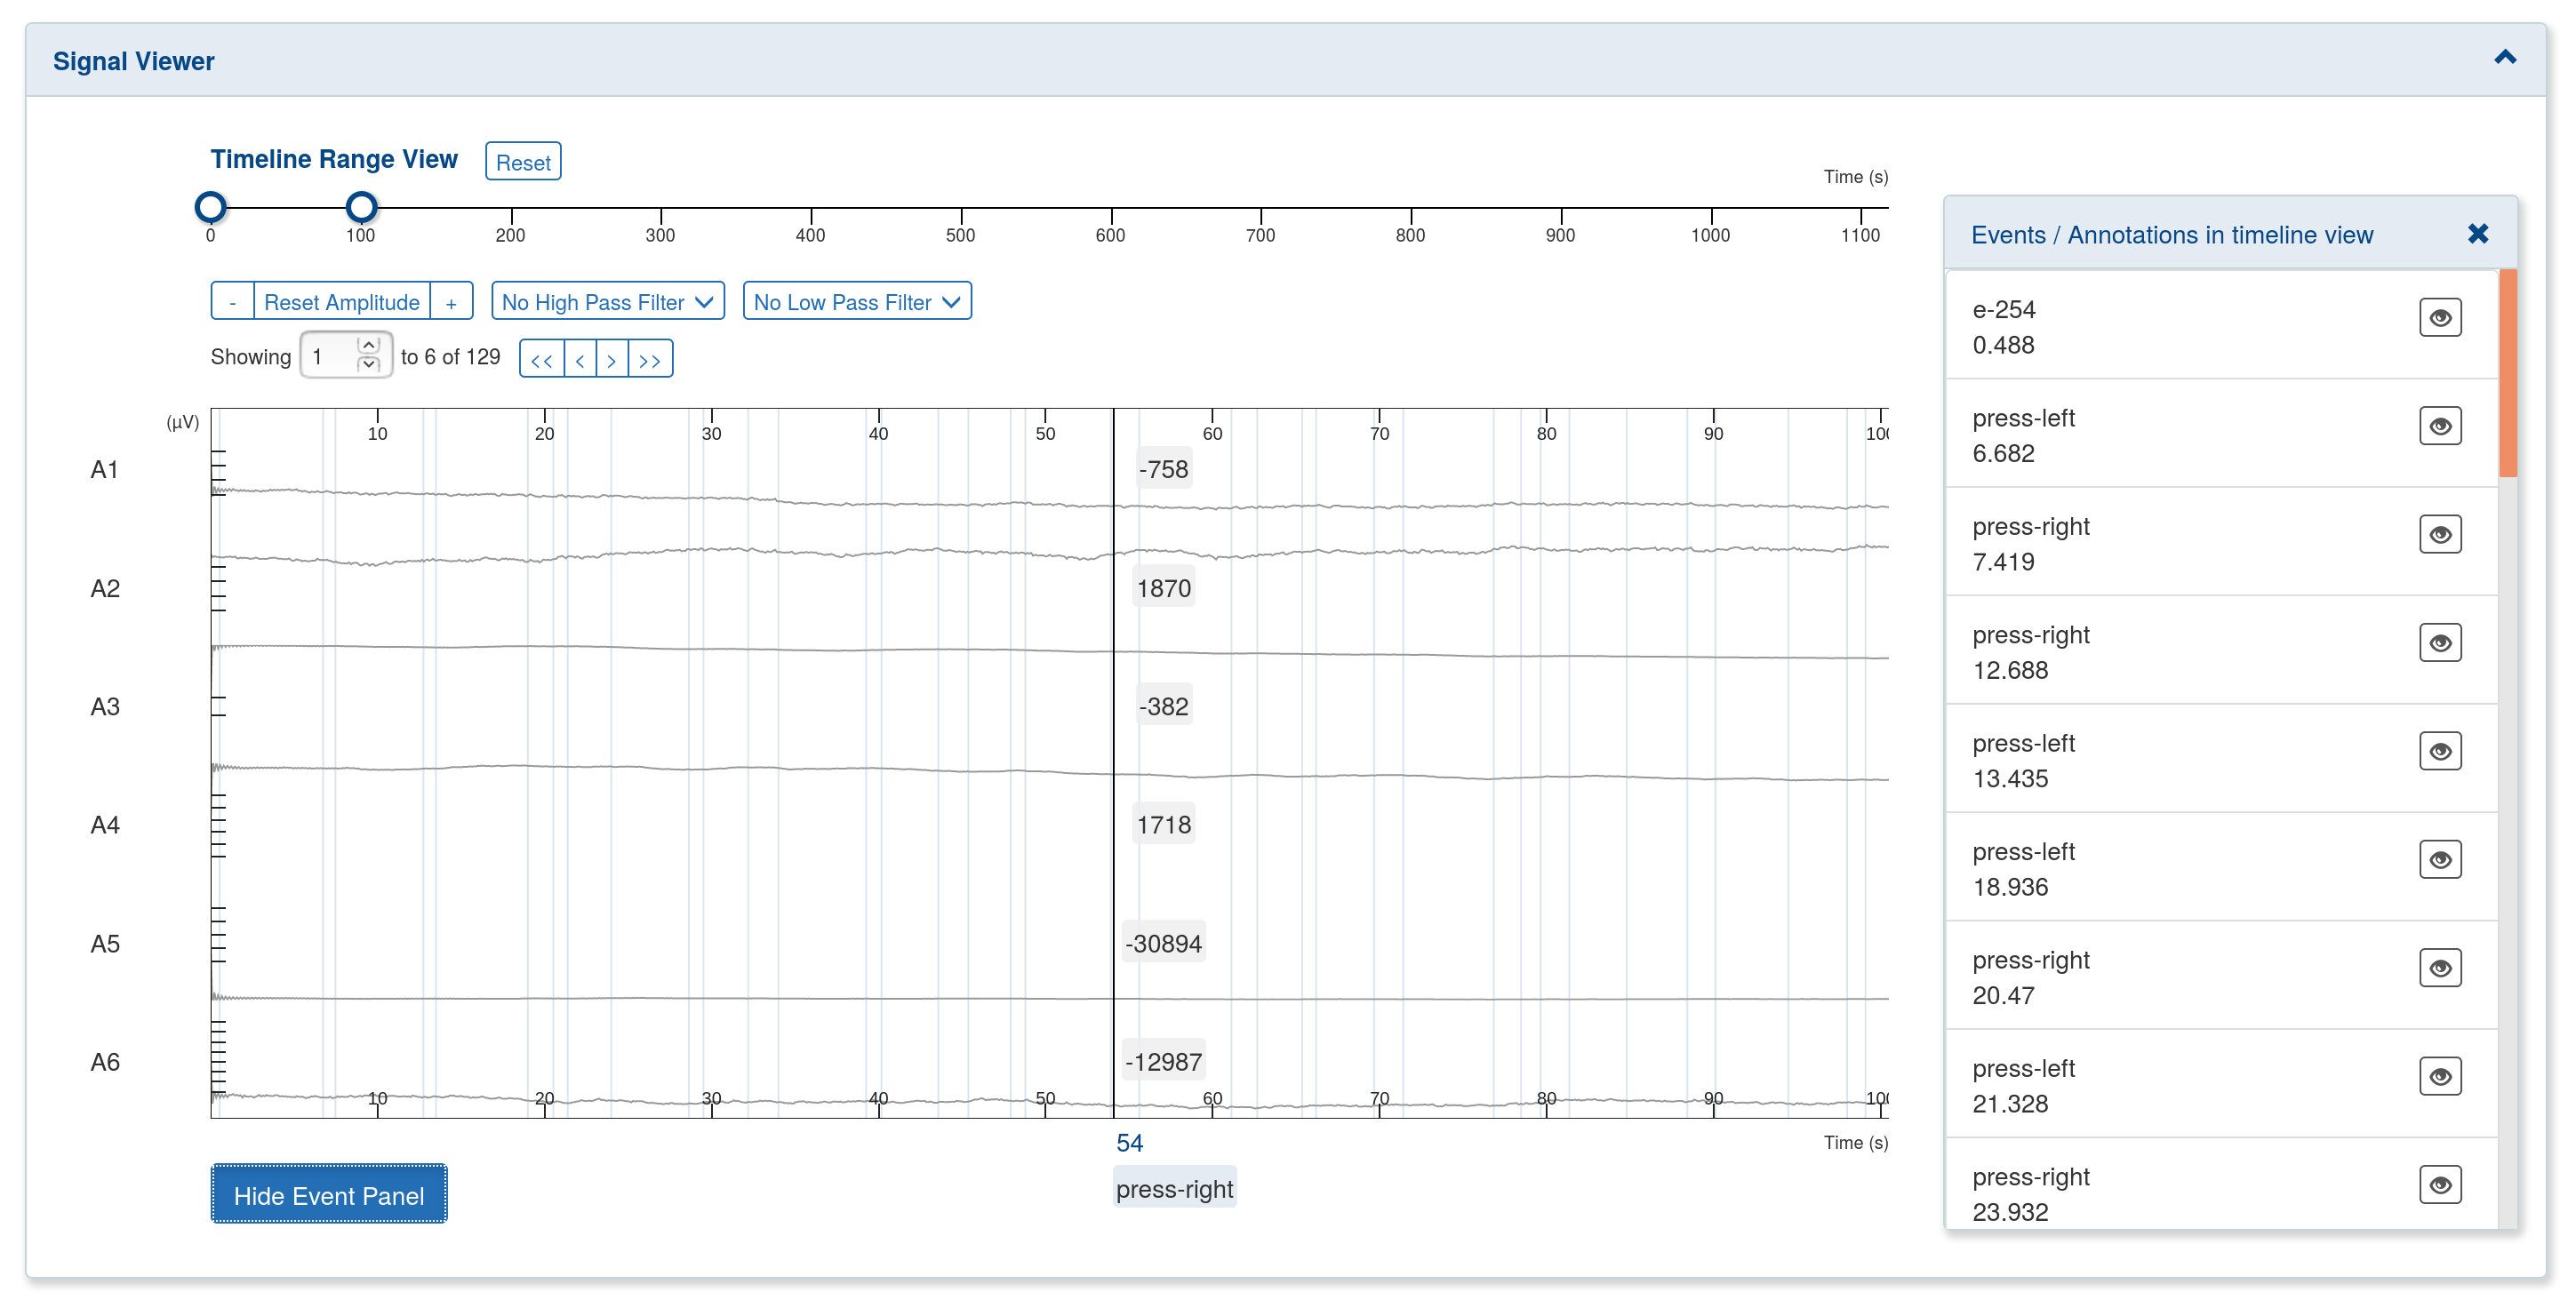 Signal Viewer
Timeline Range View Reset
Time (s)
0 100 200 300 400 500 600 700 800 900 1000 1100
- Reset Amplitude + No High Pass Filter No Low Pass Filter
Showing 1 to 6 of 129 << < > >>
(µV)
10 20 30 40 50 60 70 80 90 100
A1 -758
A2 1870
A3 -382
A4 1718
A5 -30894
A6 -12987
10 20 30 40 50 60 70 80 90 100
54 Time (s)
press-right
Hide Event Panel
Events / Annotations in timeline view
e-254
0.488
press-left
6.682
press-right
7.419
press-right
12.688
press-left
13.435
press-left
18.936
press-right
20.47
press-left
21.328
press-right
23.932